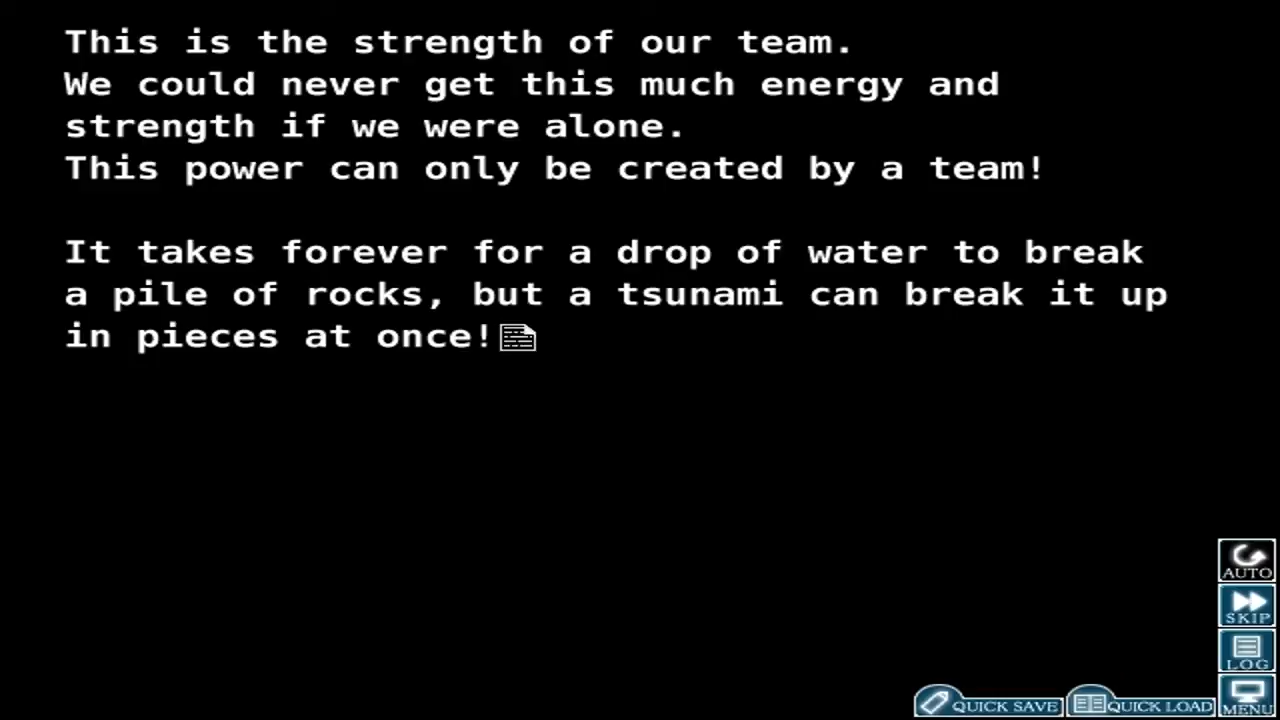 This is the strength of our team.
We could never get this much energy and
strength if we were alone.
This power can only be created by a team!
It takes forever for a drop of water to break
a pile of rocks, but a tsunami can break it up
in pieces at once!
AUTO
SKIP
LOG
MENU
QUICK SAVE
QUICK LOAD